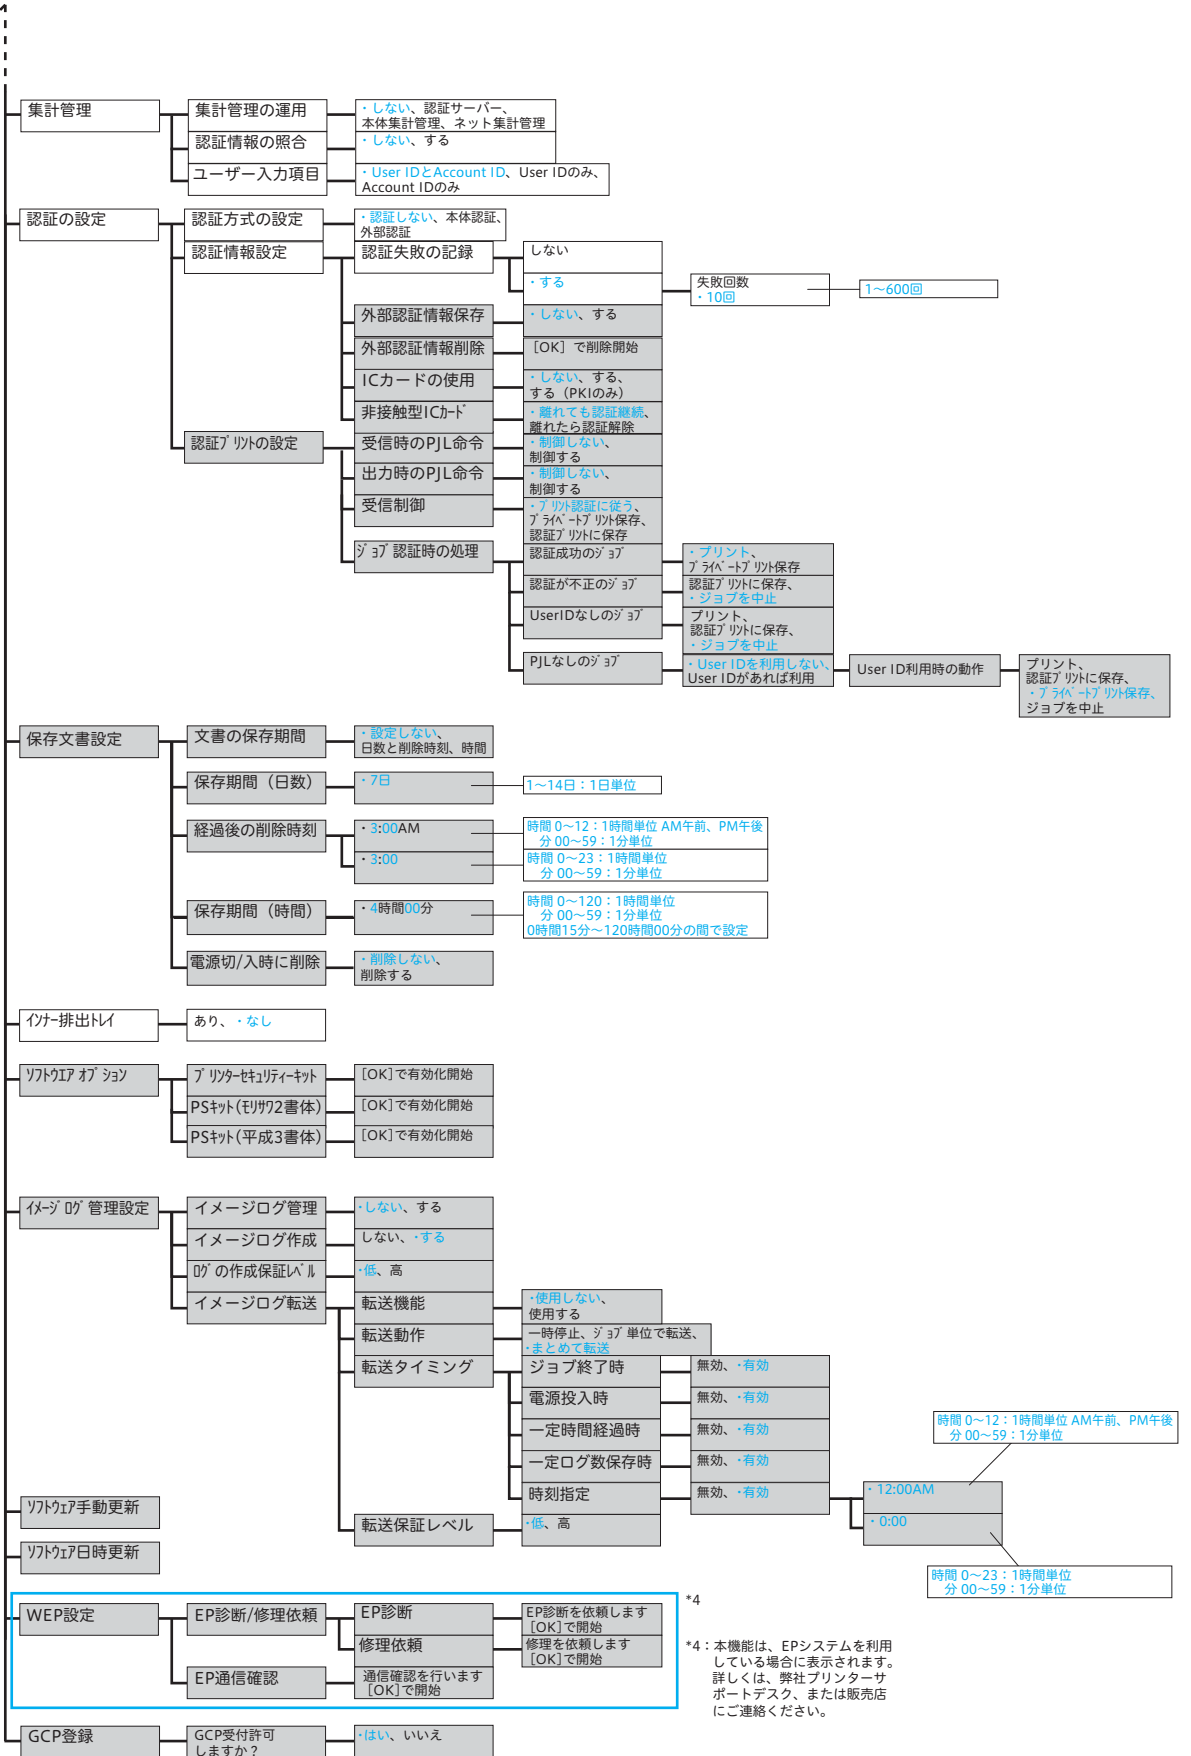 集計管理
集計管理の運用
・しない、認証サーバー、
本体集計管理、ネット集計管理
認証情報の照合
・しない、する
ユーザー入力項目
・User IDとAccount ID、User IDのみ、
Account IDのみ
認証の設定
認証方式の設定
・認証しない、本体認証、
外部認証
認証情報設定
認証失敗の記録
しない
・する
失敗回数
・10回
1～600回
外部認証情報保存
・しない、する
外部認証情報削除
［OK］で削除開始
ICカードの使用
・しない、する、
する（PKIのみ）
非接触型ICｶｰﾄﾞ
・離れても認証継続、
離れたら認証解除
認証ﾌﾟﾘﾝﾄの設定
受信時のPJL命令
・制御しない、
制御する
出力時のPJL命令
・制御しない、
制御する
受信制御
・ﾌﾟﾘﾝﾄ認証に従う、
ﾌﾟﾗｲﾍﾞｰﾄﾌﾟﾘﾝﾄ保存、
認証ﾌﾟﾘﾝﾄに保存
ｼﾞｮﾌﾞ認証時の処理
認証成功のｼﾞｮﾌﾞ
・プリント、
ﾌﾟﾗｲﾍﾞｰﾄﾌﾟﾘﾝﾄ保存
認証が不正のｼﾞｮﾌﾞ
認証ﾌﾟﾘﾝﾄに保存、
・ジョブを中止
UserIDなしのｼﾞｮﾌﾞ
プリント、
認証ﾌﾟﾘﾝﾄに保存、
・ジョブを中止
PJLなしのｼﾞｮﾌﾞ
・User IDを利用しない、
User IDがあれば利用
User ID利用時の動作
プリント、
認証ﾌﾟﾘﾝﾄに保存、
・ﾌﾟﾗｲﾍﾞｰﾄﾌﾟﾘﾝﾄ保存、
ジョブを中止
保存文書設定
文書の保存期間
・設定しない、
日数と削除時刻、時間
保存期間（日数）
・7日
1～14日：1日単位
経過後の削除時刻
・3:00AM
時間 0～12：1時間単位 AM午前、PM午後
分 00～59：1分単位
・3:00
時間 0～23：1時間単位
分 00～59：1分単位
保存期間（時間）
・4時間00分
時間 0～120：1時間単位
分 00～59：1分単位
0時間15分～120時間00分の間で設定
電源切/入時に削除
・削除しない、
削除する
ｲﾝﾅｰ排出ﾄﾚｲ
あり、・なし
ｿﾌﾄｳｴｱ ｵﾌﾟｼｮﾝ
ﾌﾟﾘﾝﾀｰｾｷｭﾘﾃｨｰｷｯﾄ
［OK］で有効化開始
PSｷｯﾄ(ﾓﾘｻﾜ2書体)
［OK］で有効化開始
PSｷｯﾄ(平成3書体)
［OK］で有効化開始
ｲﾒｰｼﾞﾛｸﾞ管理設定
イメージログ管理
・しない、する
イメージログ作成
しない、・する
ﾛｸﾞの作成保証ﾚﾍﾞﾙ
・低、高
イメージログ転送
転送機能
・使用しない、
使用する
転送動作
一時停止、ｼﾞｮﾌﾞ単位で転送、
・まとめて転送
転送タイミング
ジョブ終了時
無効、・有効
電源投入時
無効、・有効
一定時間経過時
無効、・有効
時間 0～12：1時間単位 AM午前、PM午後
分 00～59：1分単位
一定ログ数保存時
無効、・有効
時刻指定
無効、・有効
・12:00AM
・0:00
転送保証レベル
・低、高
ｿﾌﾄｳｪｱ手動更新
ｿﾌﾄｳｪｱ日時更新
時間 0～23：1時間単位
分 00～59：1分単位
WEP設定
EP診断/修理依頼
EP診断
EP診断を依頼します
［OK］で開始
修理依頼
修理を依頼します
［OK］で開始
EP通信確認
通信確認を行います
［OK］で開始
*4
*4：本機能は、EPシステムを利用
している場合に表示されます。
詳しくは、弊社プリンターサ
ポートデスク、または販売店
にご連絡ください。
GCP登録
GCP受付許可
しますか？
・はい、いいえ